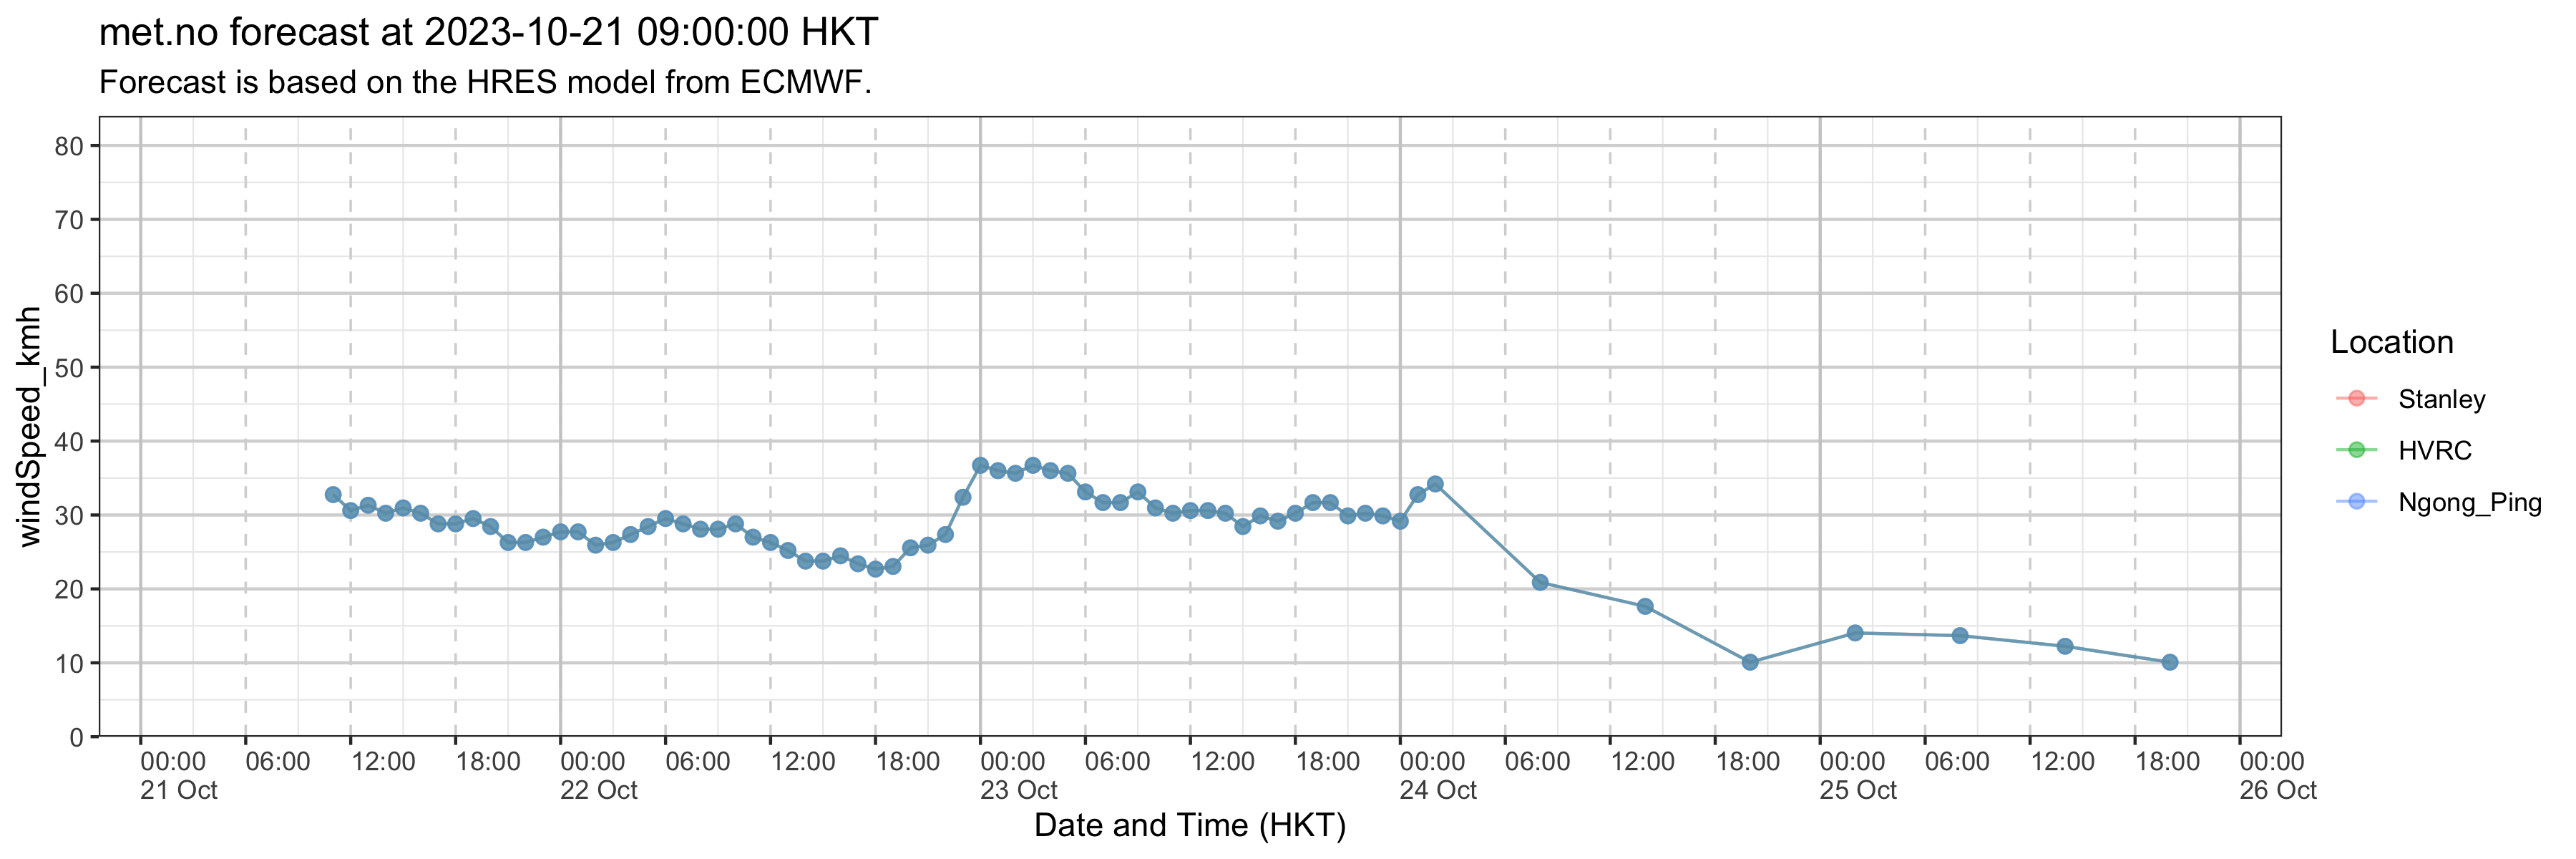 met.no forecast at 2023-10-21 09:00:00 HKT
Forecast is based on the HRES model from ECMWF.
windSpeed_kmh
80
70
60
50
40
30
20
10
0
00:00 06:00 12:00 18:00 00:00 06:00 12:00 18:00 00:00 06:00 12:00 18:00 00:00 06:00 12:00 18:00 00:00 06:00 12:00 18:00 00:00
21 Oct 22 Oct 23 Oct 24 Oct 25 Oct 26 Oct
Date and Time (HKT)
Location
Stanley
HVRC
Ngong_Ping